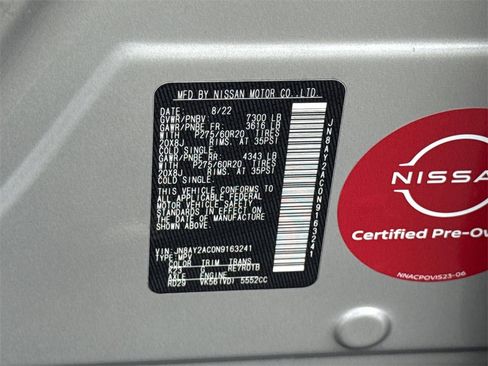 MFD BY NISSAN MOTOR CO.,LTD.
8/22
GVWR/PNBV: 7300 LB
GAWR/PNBE FR: 3616 LB
WITH P275/60R20 TIRES
20X8J RIMS. AT 35PSI
COLD SINGLE.
GAWR/PNBE RR: 4343 LB
WITH P275/60R20 TIRES
20X8J RIMS. AT 35PSI
COLD SINGLE.
THIS VEHICLE CONFORMS TO
ALL APPLICABLE FEDERAL
MOTOR VEHICLE SAFETY
STANDARDS IN EFFECT ON
THE DATE OF MANUFACTURE
SHOWN ABOVE.
VIN:JN8AY2AC0N9163241
TYPE:MPV
COLOR TRIM TRANS
K23 G RE7R01B
AXLE ENGINE
RD29 VK56(VD) 5552CC
JN8AY2AC0N9163241
NISSA
NISSAN
Certified Pre-Ow
NNACPOVIS23-06